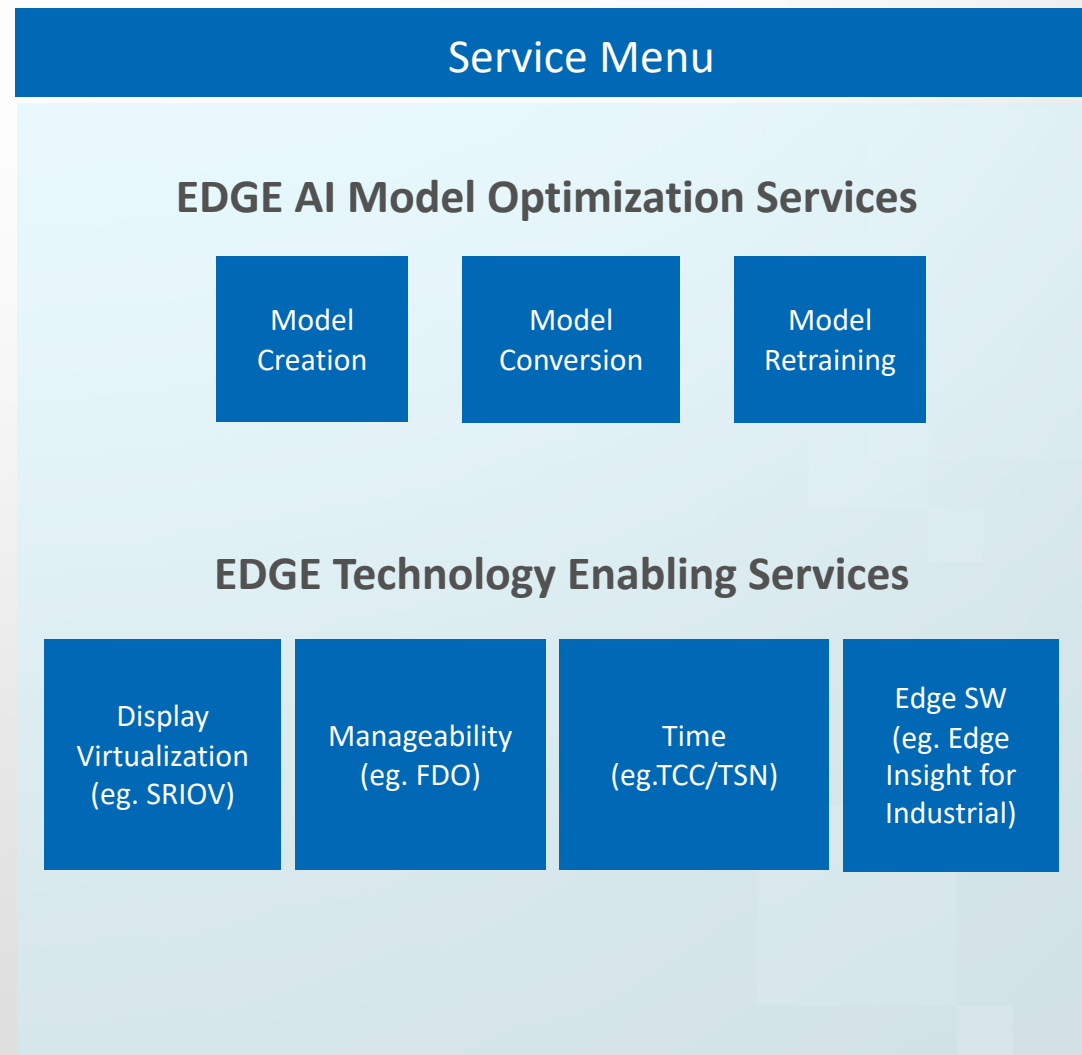 Service Menu
EDGE AI Model Optimization Services
Model
Creation
Model
Conversion
Model
Retraining
EDGE Technology Enabling Services
Display
Virtualization
(eg. SRIOV)
Manageability
(eg. FDO)
Time
(eg.TCC/TSN)
Edge SW
(eg. Edge
Insight for
Industrial)